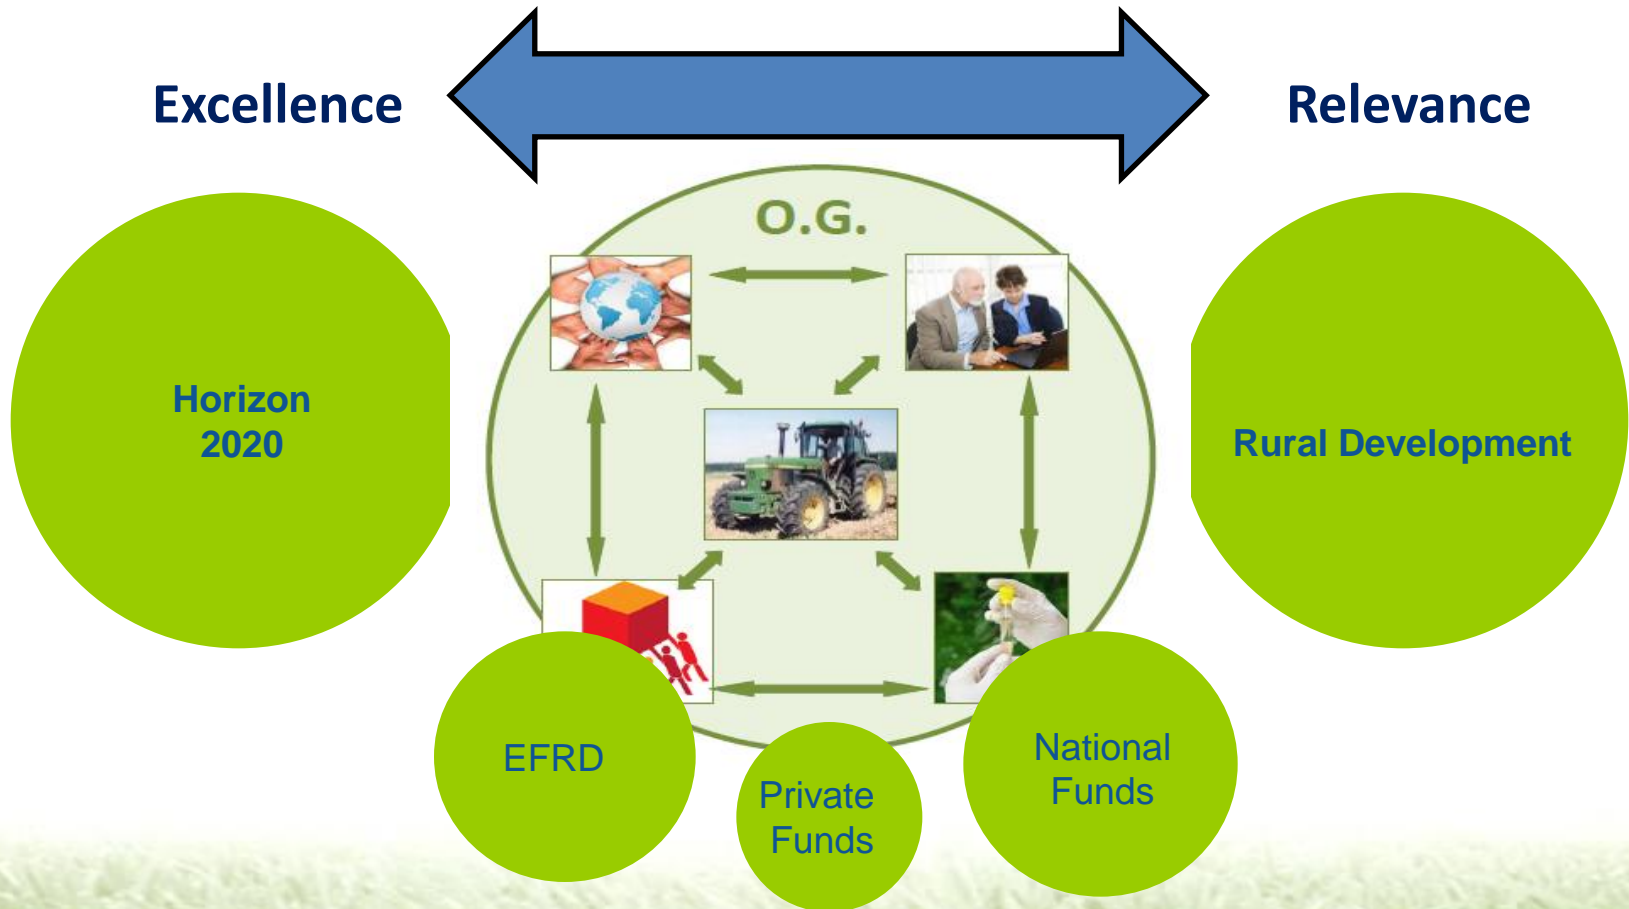 Excellence
Relevance
O.G.
Horizon
2020
Rural Development
EFRD
Private
Funds
National
Funds